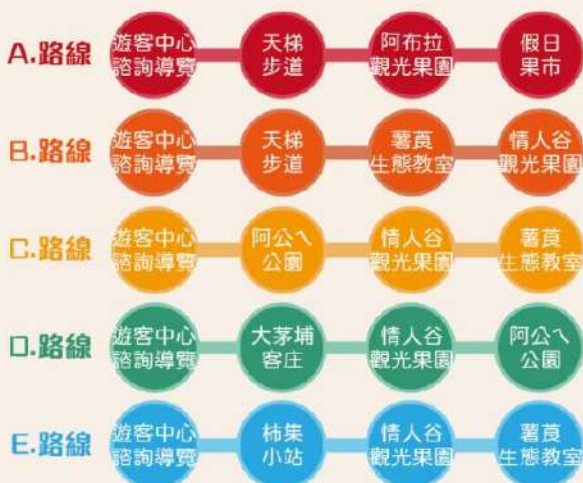 A.路線
遊客中心
諮詢導覽
天梯
步道
阿布拉
觀光果園
假日
果市
B.路線
遊客中心
諮詢導覽
天梯
步道
薯莨
生態教室
情人谷
觀光果園
C.路線
遊客中心
諮詢導覽
阿公ㄟ
公園
情人谷
觀光果園
薯莨
生態教室
D.路線
遊客中心
諮詢導覽
大茅埔
客庄
情人谷
觀光果園
阿公ㄟ
公園
E.路線
遊客中心
諮詢導覽
柿集
小站
情人谷
觀光果園
薯莨
生態教室